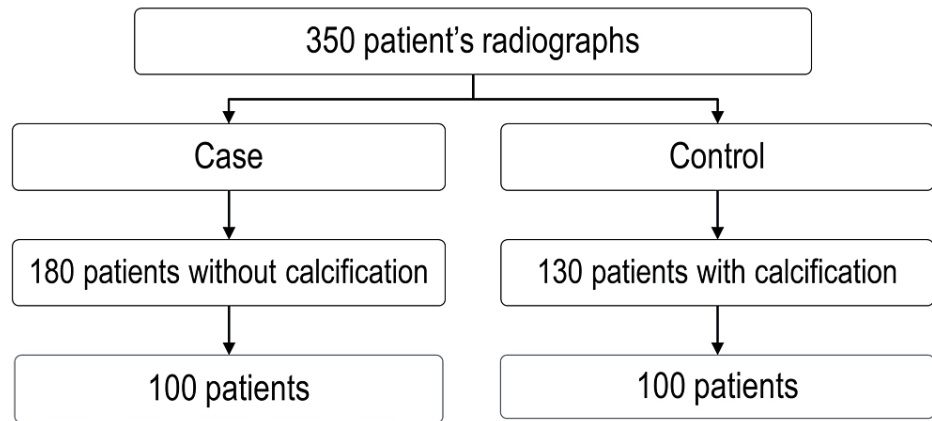 350 patient's radiographs
Case
Control
180 patients without calcification
130 patients with calcification
100 patients
100 patients